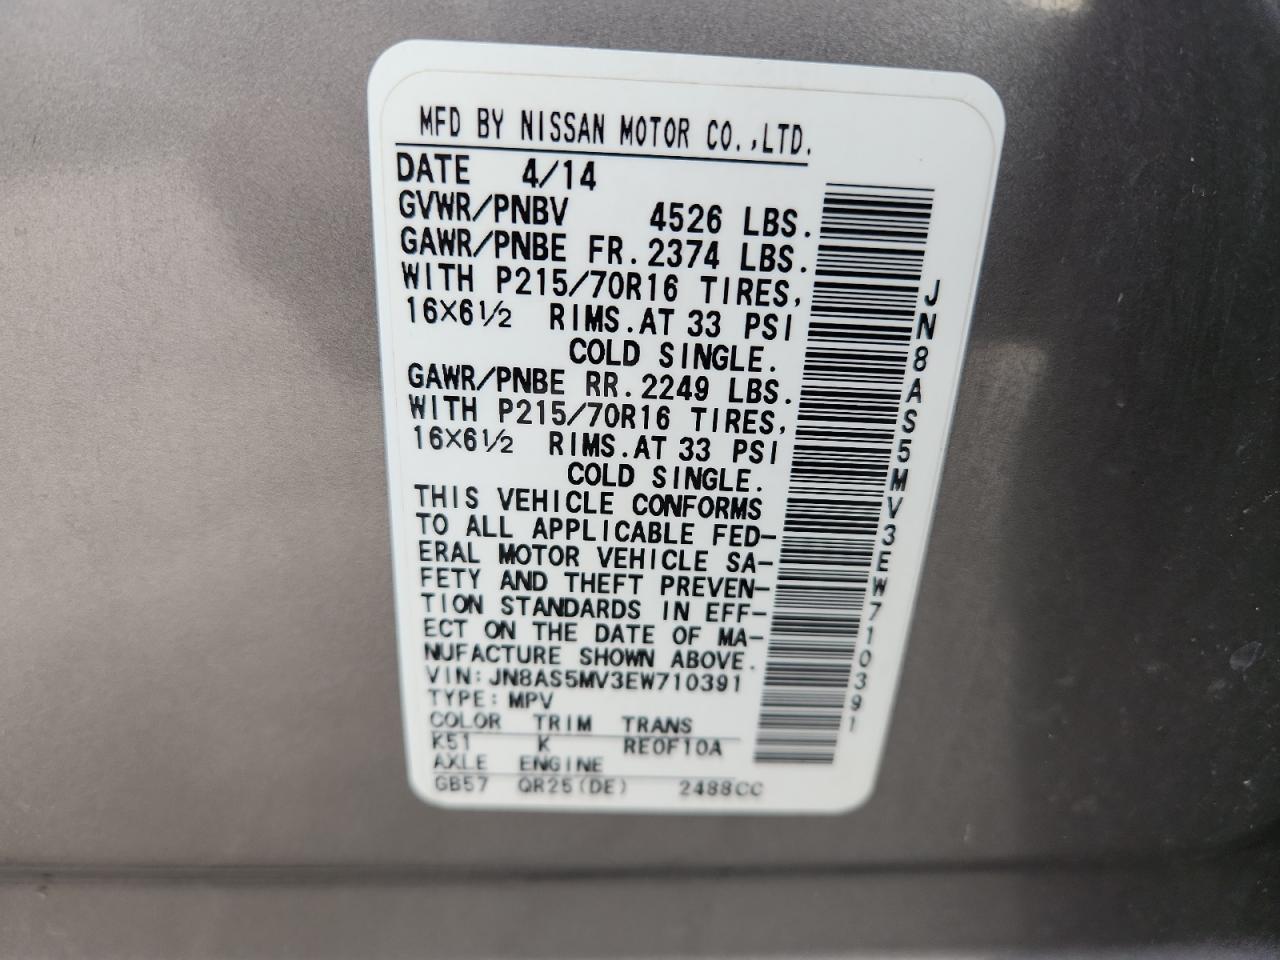 MFD BY NISSAN MOTOR CO.,LTD.
DATE 4/14
GVWR/PNBV 4526 LBS.
GAWR/PNBE FR.2374 LBS.
WITH P215/70R16 TIRES,
16×6½ RIMS.AT 33 PSI
COLD SINGLE.
GAWR/PNBE RR.2249 LBS.
WITH P215/70R16 TIRES,
16×6½ RIMS.AT 33 PSI
COLD SINGLE.
THIS VEHICLE CONFORMS
TO ALL APPLICABLE FED-
ERAL MOTOR VEHICLE SA-
FETY AND THEFT PREVEN-
TION STANDARDS IN EFF-
ECT ON THE DATE OF MA-
NUFACTURE SHOWN ABOVE.
VIN:JN8AS5MV3EW710391
TYPE:MPV
COLOR TRIM TRANS
K51 K RE0F10A
AXLE ENGINE
GB57 QR25(DE) 2488CC
JN8AS5MV3EW710391